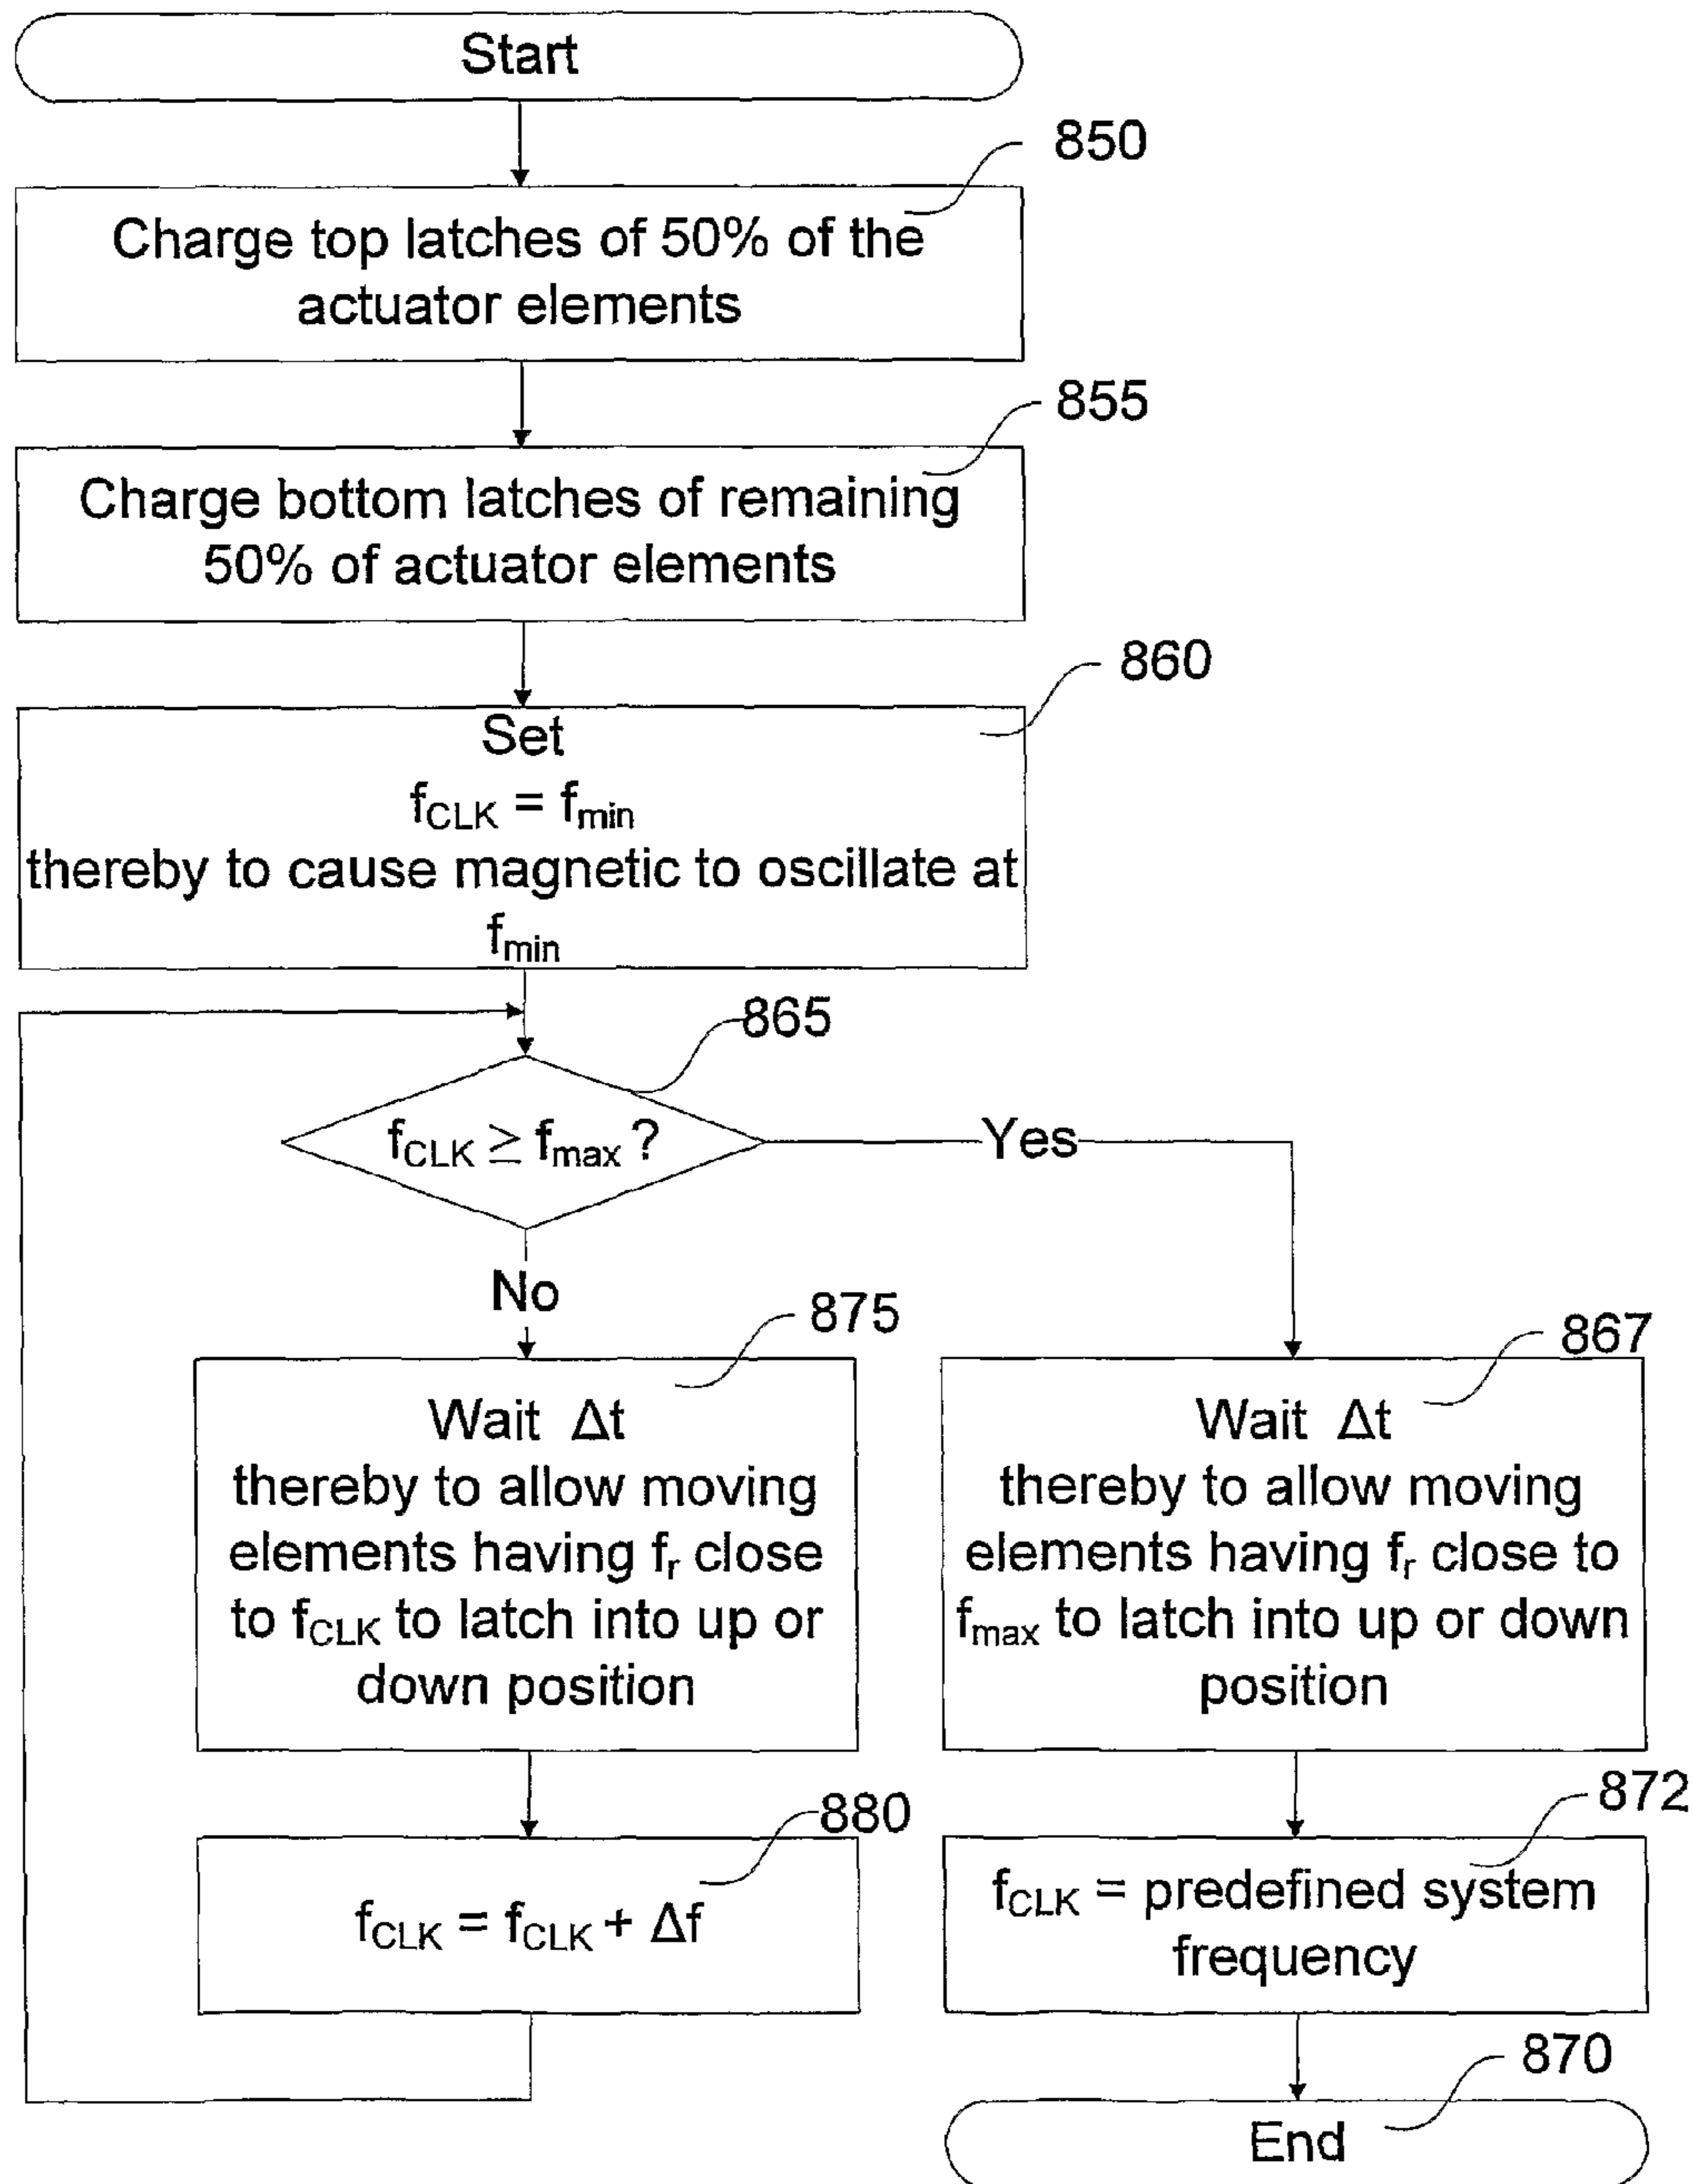 Start
850
Charge top latches of 50% of the
actuator elements
855
Charge bottom latches of remaining
50% of actuator elements
860
Set
fCLK = fmin
thereby to cause magnetic to oscillate at
fmin
865
fCLK ≥ fmax ?
Yes
No
875
Wait Δt
thereby to allow moving
elements having fr close
to fCLK to latch into up or
down position
867
Wait Δt
thereby to allow moving
elements having fr close to
fmax to latch into up or down
position
880
fCLK = fCLK + Δf
872
fCLK = predefined system
frequency
870
End